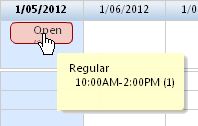 1/05/2012 1/06/2012 1/0
Open
Regular
10:00AM-2:00PM (1)